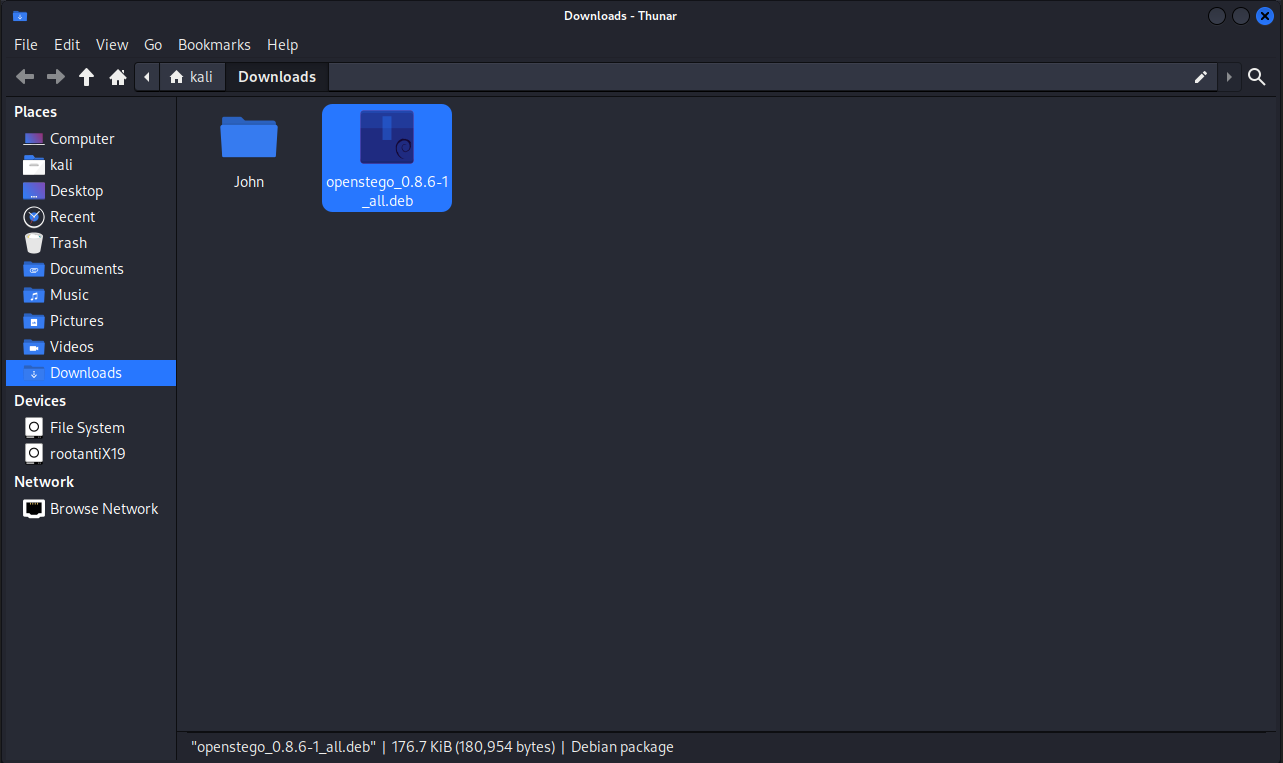 Downloads - Thunar
File Edit View Go Bookmarks Help
kali Downloads
Places
Computer
kali
Desktop
Recent
Trash
Documents
Music
Pictures
Videos
Downloads
Devices
File System
rootantiX19
Network
Browse Network
John
openstego_0.8.6-1
_all.deb
"openstego_0.8.6-1_all.deb" | 176.7 KiB (180,954 bytes) | Debian package